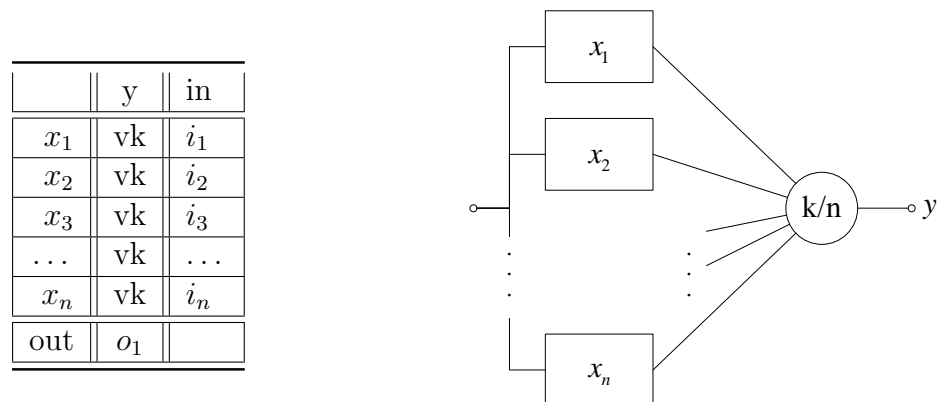 y in
x₁ vk i₁
x₂ vk i₂
x₃ vk i₃
... vk ...
xₙ vk iₙ
out o₁
x₁
x₂
k/n
y
xₙ